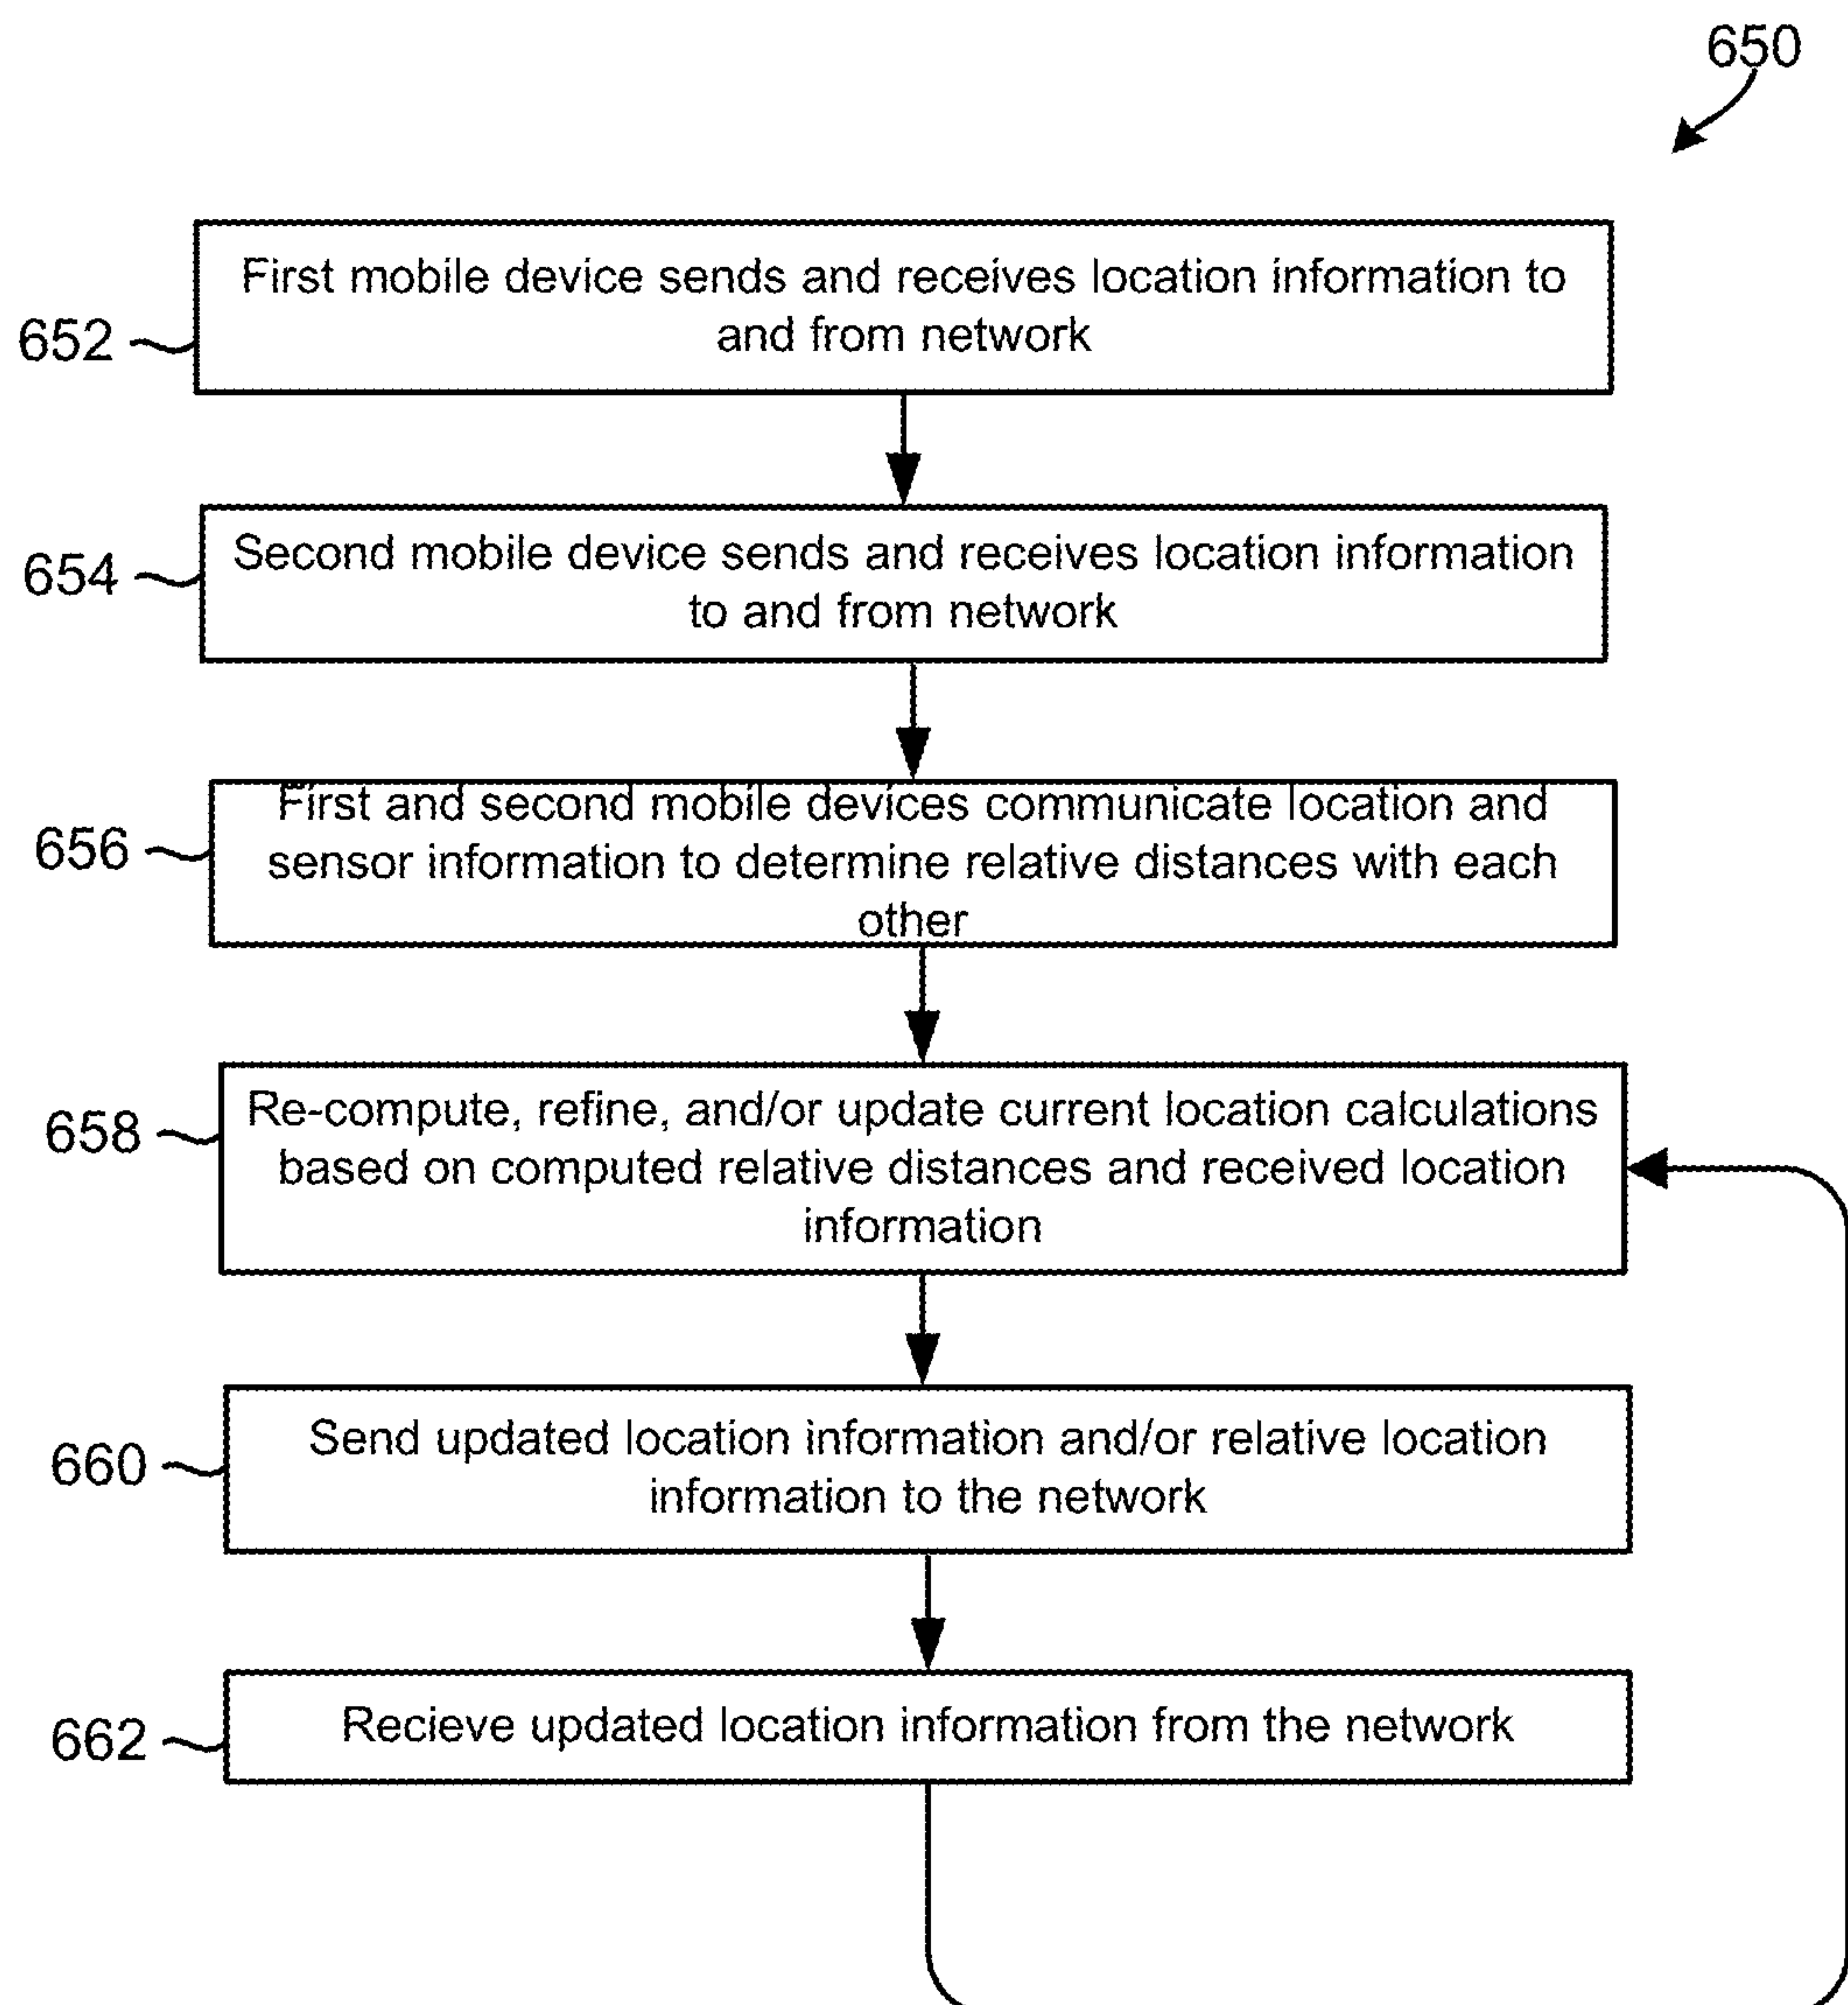 650
652
First mobile device sends and receives location information to
and from network
654
Second mobile device sends and receives location information
to and from network
656
First and second mobile devices communicate location and
sensor information to determine relative distances with each
other
658
Re-compute, refine, and/or update current location calculations
based on computed relative distances and received location
information
660
Send updated location information and/or relative location
information to the network
662
Recieve updated location information from the network